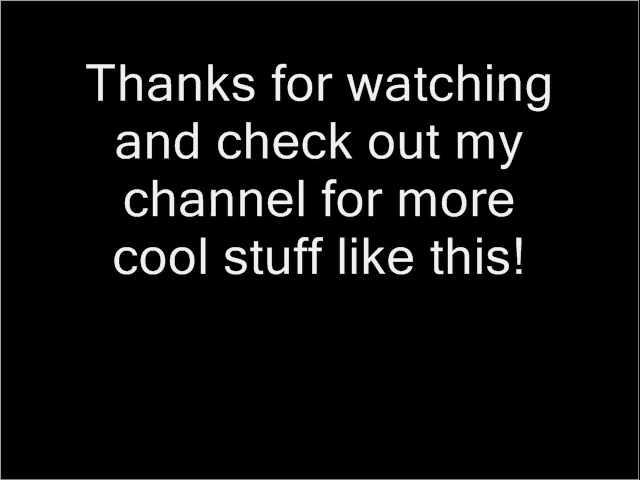 Thanks for watching
and check out my
channel for more
cool stuff like this!